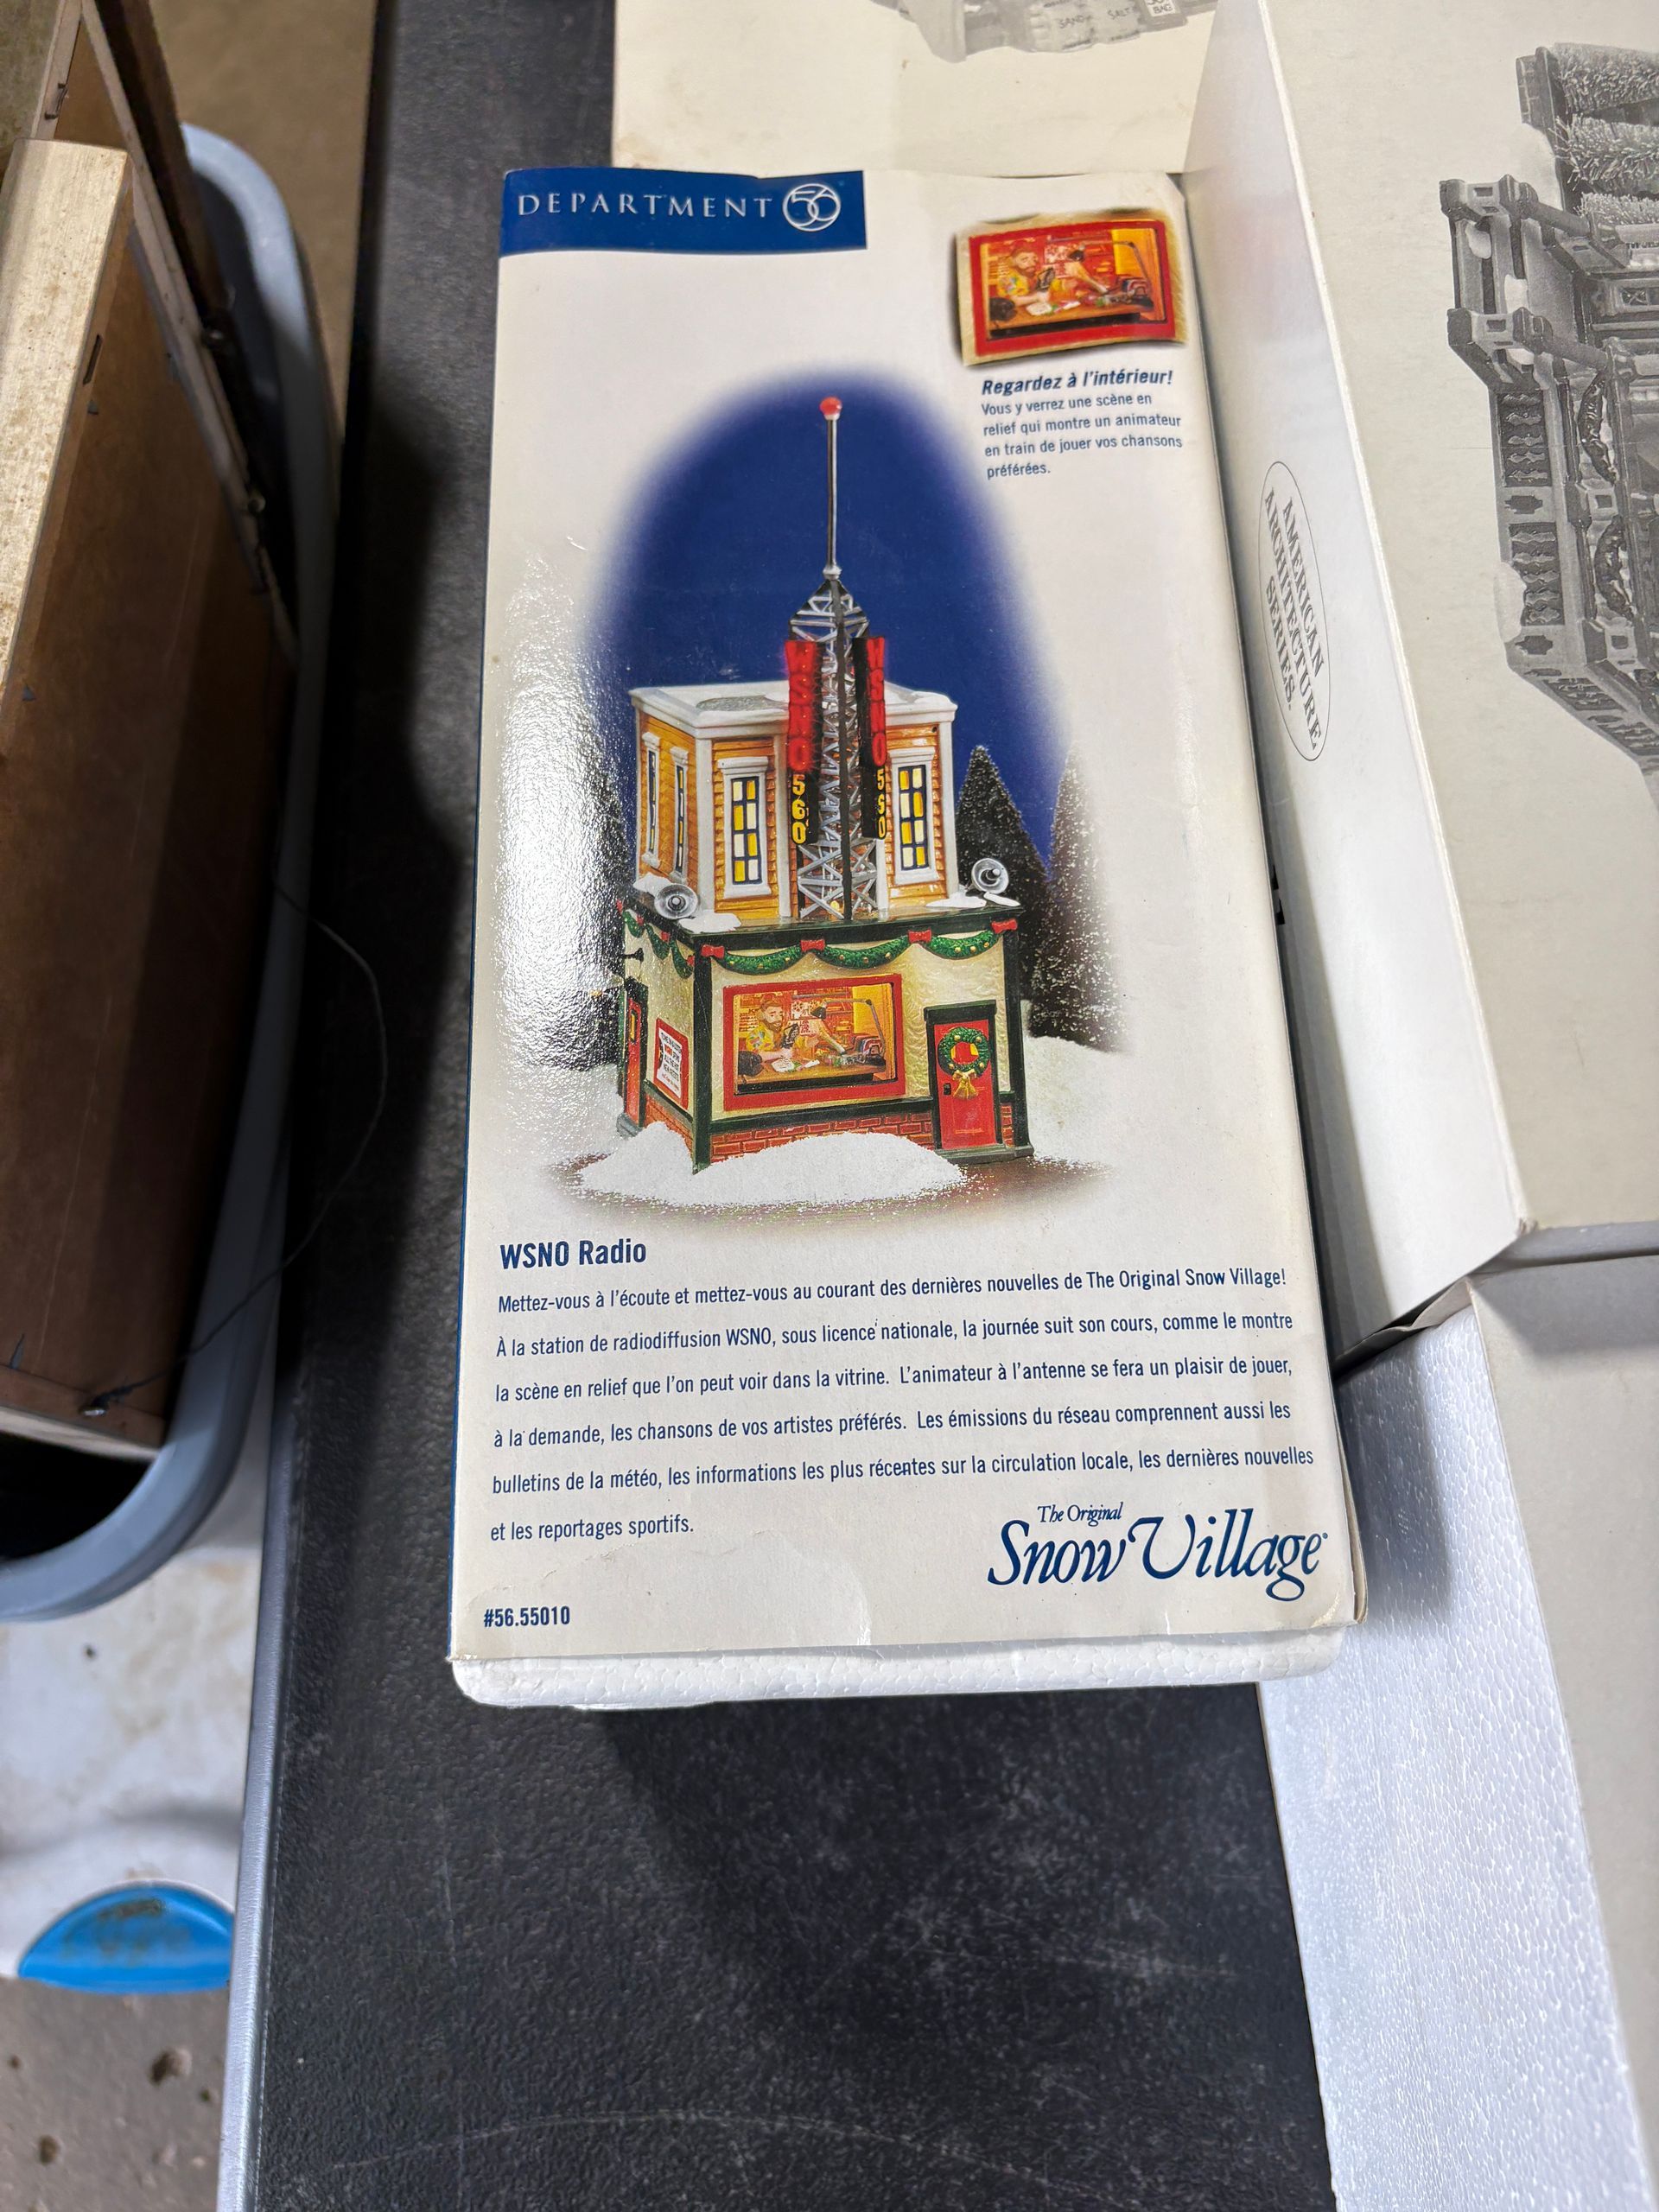 SAND SALT
BAG
DEPARTMENT 56
Regardez à l'intérieur!
Vous y verrez une scène en
relief qui montre un animateur
en train de jouer vos chansons
préférées.
AMERICAN
ARCHITECTURE
SERIES.
WSNO
560
WSNO
560
WSNO Radio
Mettez-vous à l'écoute et mettez-vous au courant des dernières nouvelles de The Original Snow Village!
À la station de radiodiffusion WSNO, sous licence nationale, la journée suit son cours, comme le montre
la scène en relief que l'on peut voir dans la vitrine. L'animateur à l'antenne se fera un plaisir de jouer,
à la demande, les chansons de vos artistes préférés. Les émissions du réseau comprennent aussi les
bulletins de la météo, les informations les plus récentes sur la circulation locale, les dernières nouvelles
et les reportages sportifs.
The Original
Snow Village
#56.55010